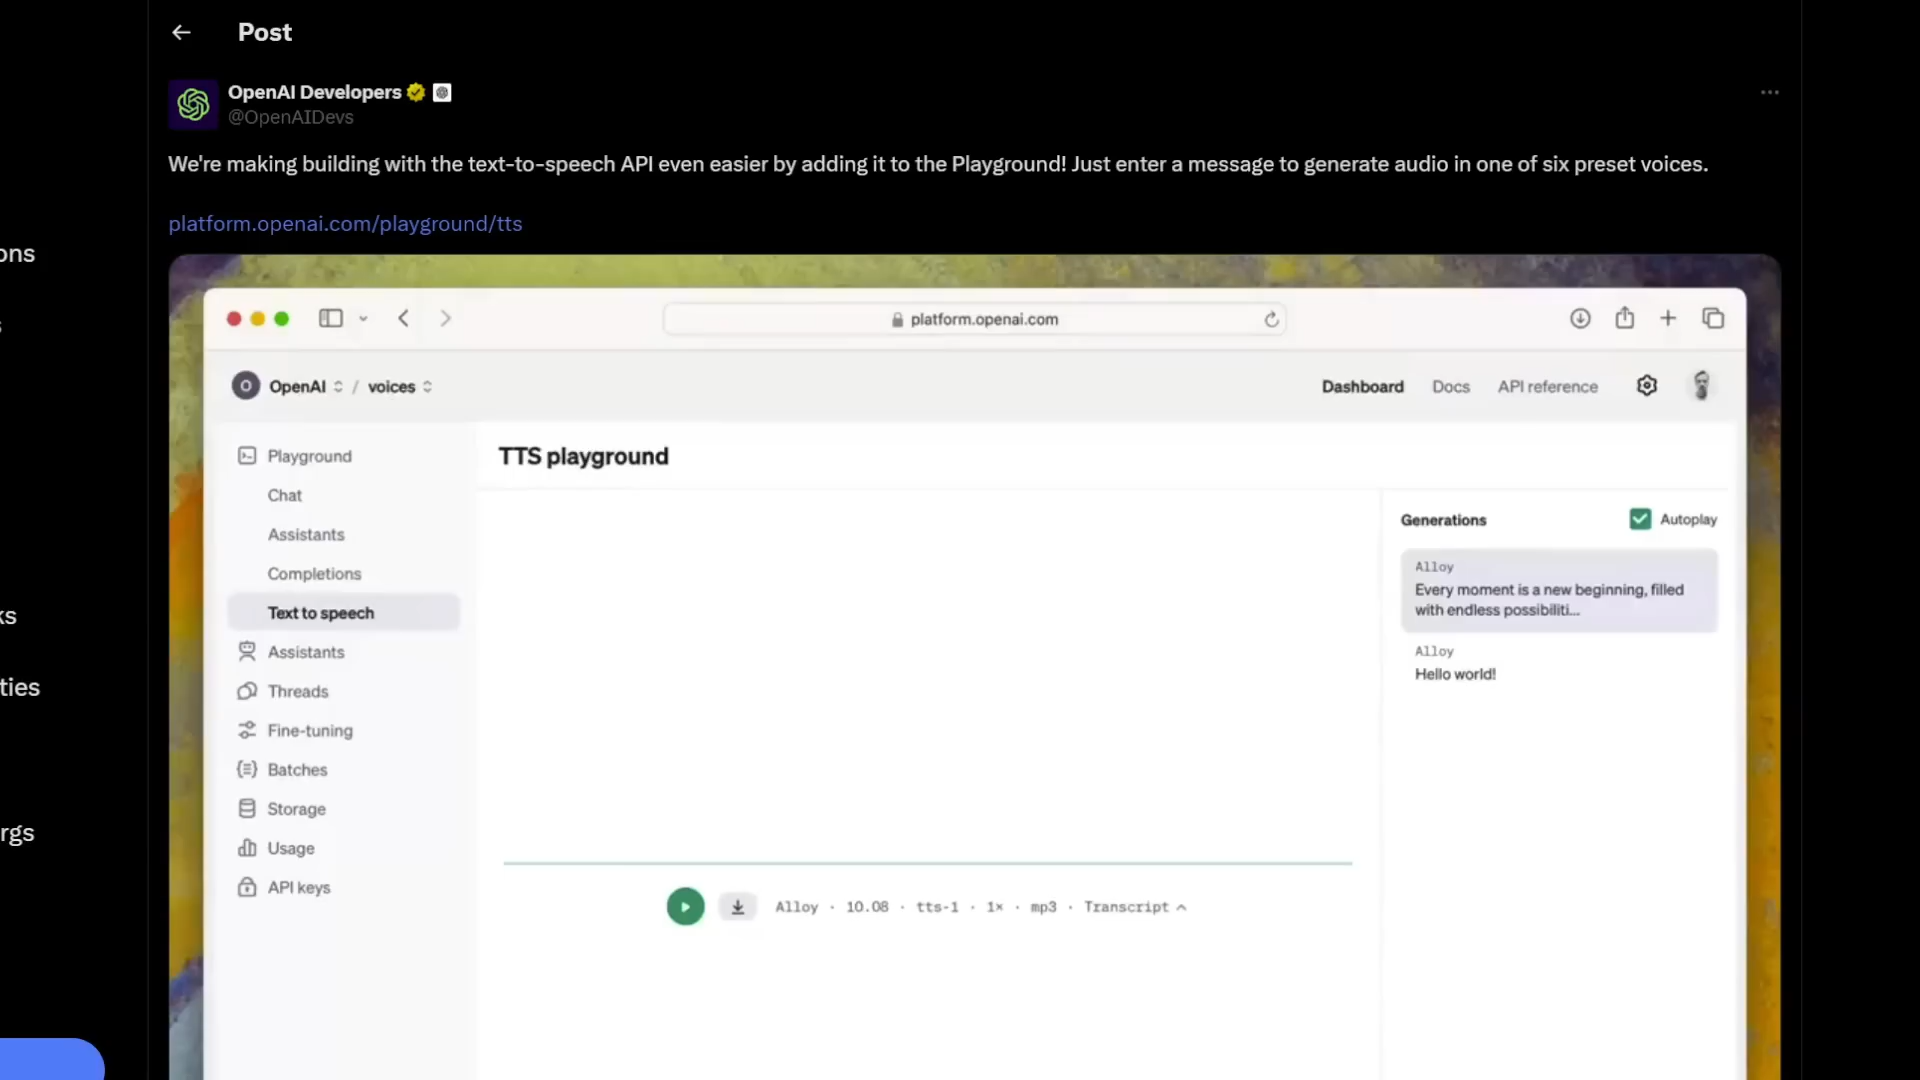 Post
OpenAI Developers
@OpenAIDevs
We're making building with the text-to-speech API even easier by adding it to the Playground! Just enter a message to generate audio in one of six preset voices.
platform.openai.com/playground/tts
ons
s
ks
ties
rgs
platform.openai.com
O OpenAI / voices
Dashboard Docs API reference
Playground
Chat
Assistants
Completions
Text to speech
Assistants
Threads
Fine-tuning
Batches
Storage
Usage
API keys
TTS playground
Generations Autoplay
Alloy
Every moment is a new beginning, filled
with endless possibiliti...
Alloy
Hello world!
Alloy · 10.08 · tts-1 · 1× · mp3 · Transcript